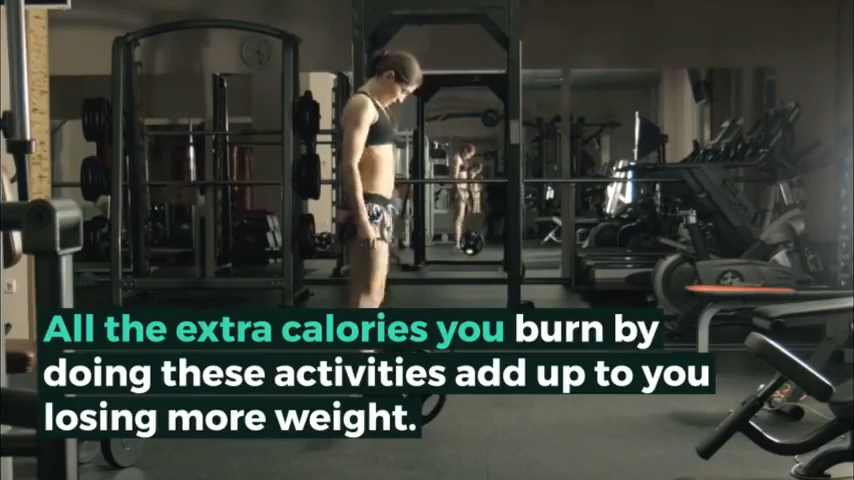 All the extra calories you burn by
doing these activities add up to you
losing more weight.